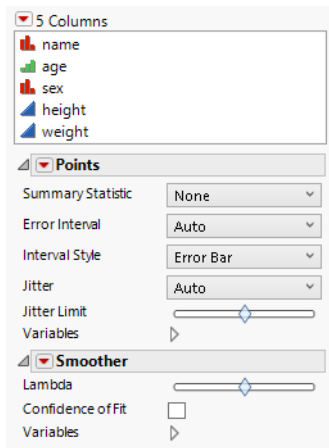 5 Columns
name
age
sex
height
weight
Points
Summary Statistic None
Error Interval Auto
Interval Style Error Bar
Jitter Auto
Jitter Limit
Variables
Smoother
Lambda
Confidence of Fit
Variables